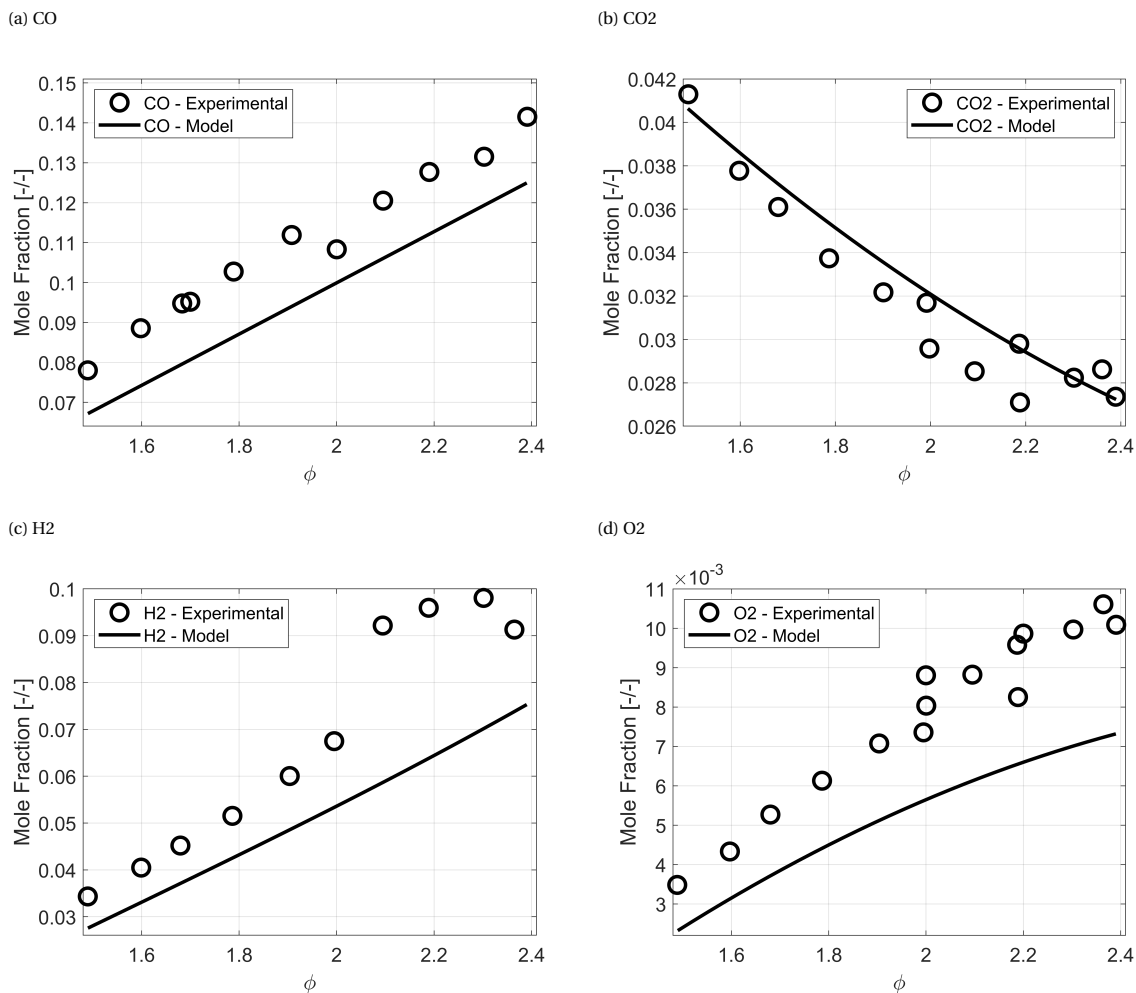 (a) CO
CO - Experimental
CO - Model
Mole Fraction [-/-]
0.15
0.14
0.13
0.12
0.11
0.1
0.09
0.08
0.07
1.6 1.8 2 2.2 2.4
ϕ
(b) CO2
CO2 - Experimental
CO2 - Model
Mole Fraction [-/-]
0.042
0.04
0.038
0.036
0.034
0.032
0.03
0.028
0.026
1.6 1.8 2 2.2 2.4
ϕ
(c) H2
H2 - Experimental
H2 - Model
Mole Fraction [-/-]
0.1
0.09
0.08
0.07
0.06
0.05
0.04
0.03
1.6 1.8 2 2.2 2.4
ϕ
(d) O2
×10⁻³
O2 - Experimental
O2 - Model
Mole Fraction [-/-]
11
10
9
8
7
6
5
4
3
1.6 1.8 2 2.2 2.4
ϕ